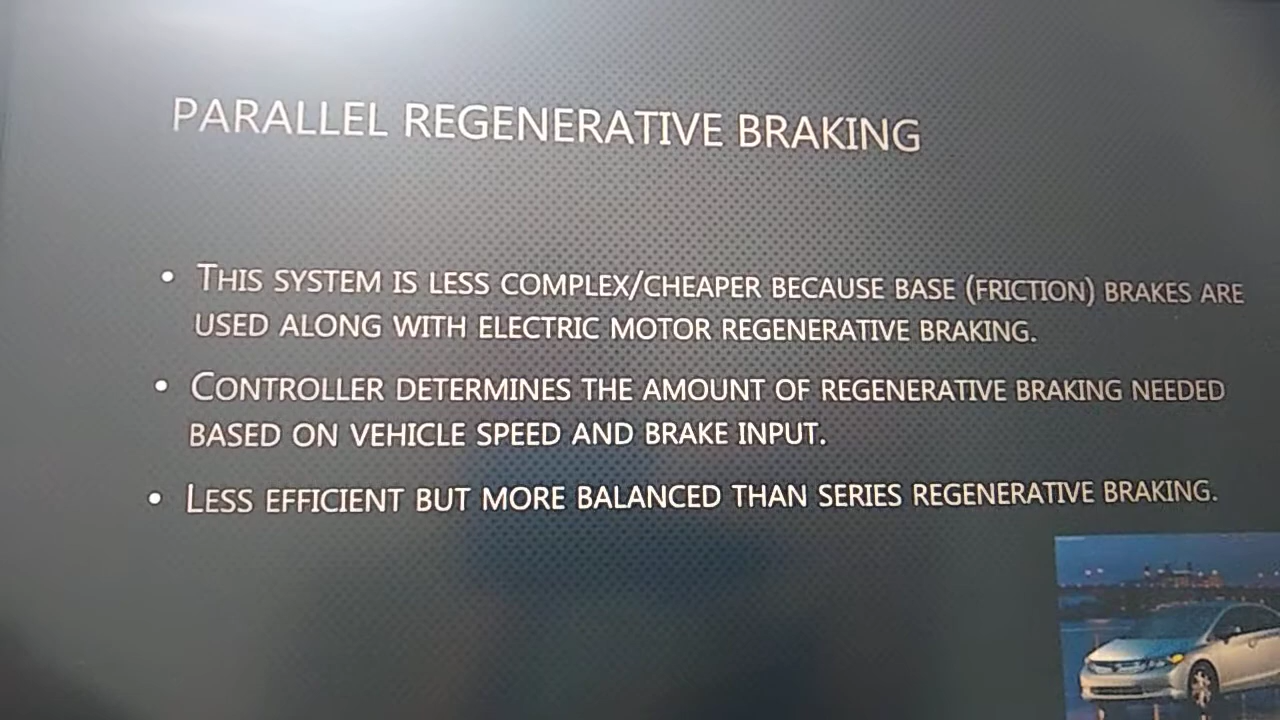 PARALLEL REGENERATIVE BRAKING
• THIS SYSTEM IS LESS COMPLEX/CHEAPER BECAUSE BASE (FRICTION) BRAKES ARE
USED ALONG WITH ELECTRIC MOTOR REGENERATIVE BRAKING.
• CONTROLLER DETERMINES THE AMOUNT OF REGENERATIVE BRAKING NEEDED
BASED ON VEHICLE SPEED AND BRAKE INPUT.
• LESS EFFICIENT BUT MORE BALANCED THAN SERIES REGENERATIVE BRAKING.